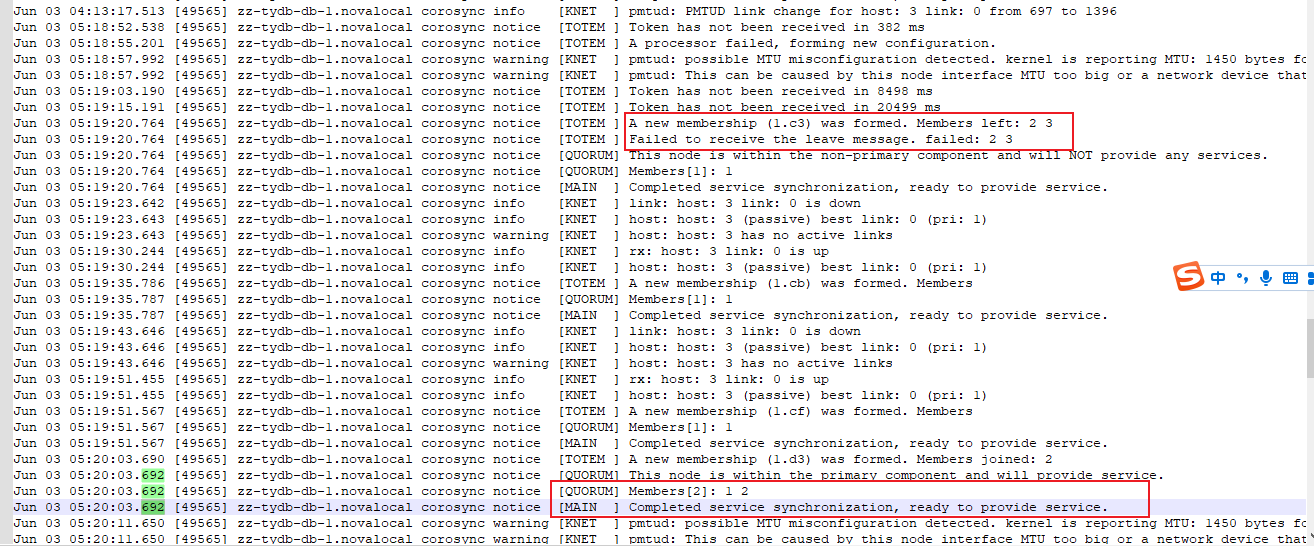 Jun 03 04:13:17.513 [49565] zz-tydb-db-1.novalocal corosync info    [KNET  ] pmtud: PMTUD link change for host: 3 link: 0 from 697 to 1396
Jun 03 05:18:52.538 [49565] zz-tydb-db-1.novalocal corosync notice  [TOTEM ] Token has not been received in 382 ms
Jun 03 05:18:55.201 [49565] zz-tydb-db-1.novalocal corosync notice  [TOTEM ] A processor failed, forming new configuration.
Jun 03 05:18:57.992 [49565] zz-tydb-db-1.novalocal corosync warning [KNET  ] pmtud: possible MTU misconfiguration detected. kernel is reporting MTU: 1450 bytes fo
Jun 03 05:18:57.992 [49565] zz-tydb-db-1.novalocal corosync warning [KNET  ] pmtud: This can be caused by this node interface MTU too big or a network device that
Jun 03 05:19:03.190 [49565] zz-tydb-db-1.novalocal corosync notice  [TOTEM ] Token has not been received in 8498 ms
Jun 03 05:19:15.191 [49565] zz-tydb-db-1.novalocal corosync notice  [TOTEM ] Token has not been received in 20499 ms
Jun 03 05:19:20.764 [49565] zz-tydb-db-1.novalocal corosync notice  [TOTEM ] A new membership (1.c3) was formed. Members left: 2 3
Jun 03 05:19:20.764 [49565] zz-tydb-db-1.novalocal corosync notice  [TOTEM ] Failed to receive the leave message. failed: 2 3
Jun 03 05:19:20.764 [49565] zz-tydb-db-1.novalocal corosync notice  [QUORUM] This node is within the non-primary component and will NOT provide any services.
Jun 03 05:19:20.764 [49565] zz-tydb-db-1.novalocal corosync notice  [QUORUM] Members[1]: 1
Jun 03 05:19:20.764 [49565] zz-tydb-db-1.novalocal corosync notice  [MAIN  ] Completed service synchronization, ready to provide service.
Jun 03 05:19:23.642 [49565] zz-tydb-db-1.novalocal corosync info    [KNET  ] link: host: 3 link: 0 is down
Jun 03 05:19:23.643 [49565] zz-tydb-db-1.novalocal corosync info    [KNET  ] host: host: 3 (passive) best link: 0 (pri: 1)
Jun 03 05:19:23.643 [49565] zz-tydb-db-1.novalocal corosync warning [KNET  ] host: host: 3 has no active links
Jun 03 05:19:30.244 [49565] zz-tydb-db-1.novalocal corosync info    [KNET  ] rx: host: 3 link: 0 is up
Jun 03 05:19:30.244 [49565] zz-tydb-db-1.novalocal corosync info    [KNET  ] host: host: 3 (passive) best link: 0 (pri: 1)
Jun 03 05:19:35.786 [49565] zz-tydb-db-1.novalocal corosync notice  [TOTEM ] A new membership (1.cb) was formed. Members
Jun 03 05:19:35.787 [49565] zz-tydb-db-1.novalocal corosync notice  [QUORUM] Members[1]: 1
Jun 03 05:19:35.787 [49565] zz-tydb-db-1.novalocal corosync notice  [MAIN  ] Completed service synchronization, ready to provide service.
Jun 03 05:19:43.646 [49565] zz-tydb-db-1.novalocal corosync info    [KNET  ] link: host: 3 link: 0 is down
Jun 03 05:19:43.646 [49565] zz-tydb-db-1.novalocal corosync info    [KNET  ] host: host: 3 (passive) best link: 0 (pri: 1)
Jun 03 05:19:43.646 [49565] zz-tydb-db-1.novalocal corosync warning [KNET  ] host: host: 3 has no active links
Jun 03 05:19:51.455 [49565] zz-tydb-db-1.novalocal corosync info    [KNET  ] rx: host: 3 link: 0 is up
Jun 03 05:19:51.455 [49565] zz-tydb-db-1.novalocal corosync info    [KNET  ] host: host: 3 (passive) best link: 0 (pri: 1)
Jun 03 05:19:51.567 [49565] zz-tydb-db-1.novalocal corosync notice  [TOTEM ] A new membership (1.cf) was formed. Members
Jun 03 05:19:51.567 [49565] zz-tydb-db-1.novalocal corosync notice  [QUORUM] Members[1]: 1
Jun 03 05:19:51.567 [49565] zz-tydb-db-1.novalocal corosync notice  [MAIN  ] Completed service synchronization, ready to provide service.
Jun 03 05:20:03.690 [49565] zz-tydb-db-1.novalocal corosync notice  [TOTEM ] A new membership (1.d3) was formed. Members joined: 2
Jun 03 05:20:03.692 [49565] zz-tydb-db-1.novalocal corosync notice  [QUORUM] This node is within the primary component and will provide service.
Jun 03 05:20:03.692 [49565] zz-tydb-db-1.novalocal corosync notice  [QUORUM] Members[2]: 1 2
Jun 03 05:20:03.692 [49565] zz-tydb-db-1.novalocal corosync notice  [MAIN  ] Completed service synchronization, ready to provide service.
Jun 03 05:20:11.650 [49565] zz-tydb-db-1.novalocal corosync warning [KNET  ] pmtud: possible MTU misconfiguration detected. kernel is reporting MTU: 1450 bytes fo
Jun 03 05:20:11.650 [49565] zz-tydb-db-1.novalocal corosync warning [KNET  ] pmtud: This can be caused by this node interface MTU too big or a network device that
S 中